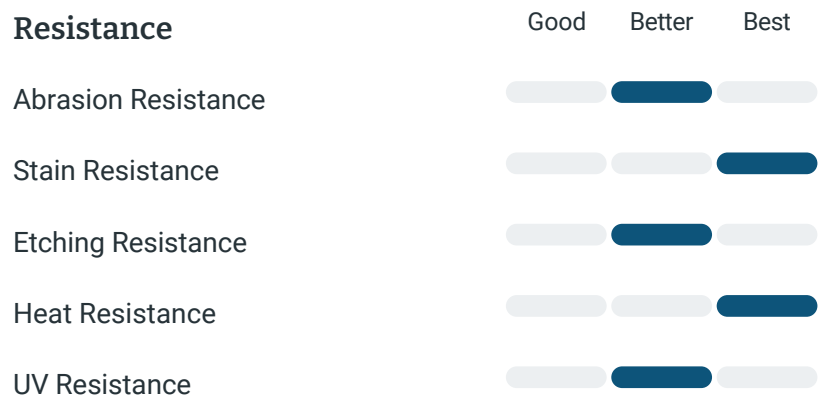 Resistance Good Better Best
Abrasion Resistance
Stain Resistance
Etching Resistance
Heat Resistance
UV Resistance